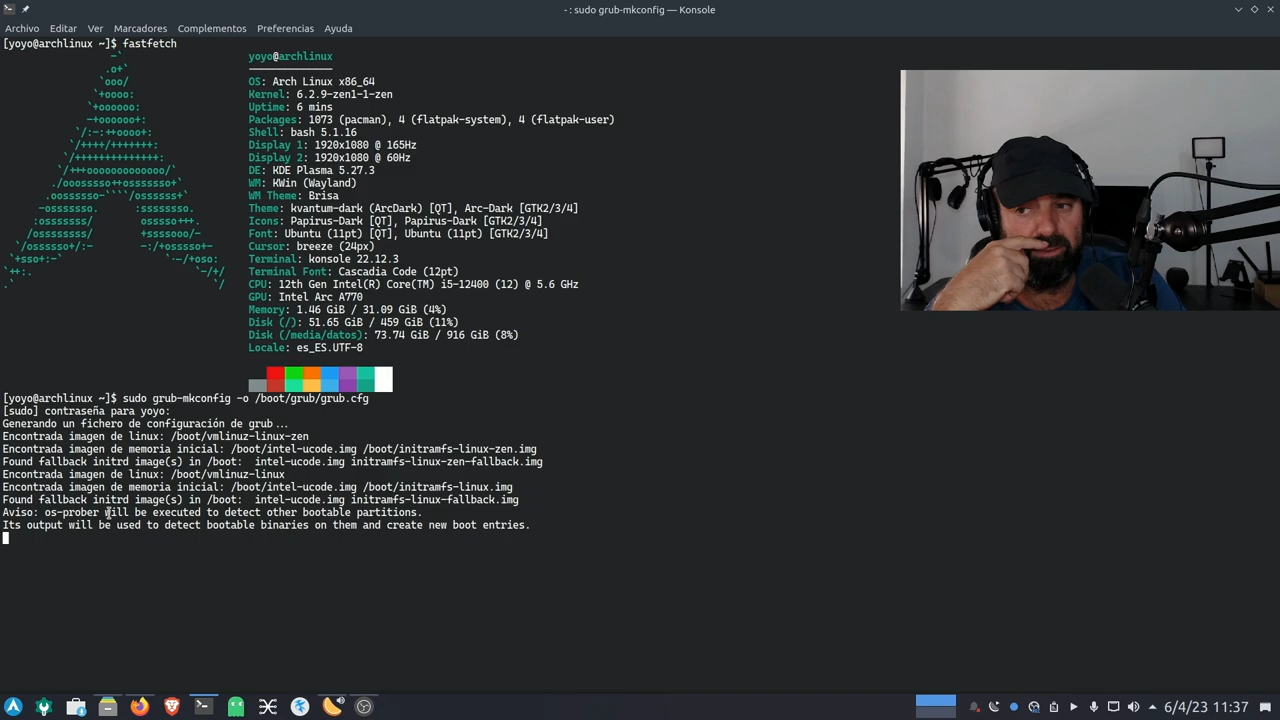 - : sudo grub-mkconfig — Konsole
Archivo Editar Ver Marcadores Complementos Preferencias Ayuda
[yoyo@archlinux ~]$ fastfetch
yoyo@archlinux
OS: Arch Linux x86_64
Kernel: 6.2.9-zen1-1-zen
Uptime: 6 mins
Packages: 1073 (pacman), 4 (flatpak-system), 4 (flatpak-user)
Shell: bash 5.1.16
Display 1: 1920x1080 @ 165Hz
Display 2: 1920x1080 @ 60Hz
DE: KDE Plasma 5.27.3
WM: KWin (Wayland)
WM Theme: Brisa
Theme: kvantum-dark (ArcDark) [QT], Arc-Dark [GTK2/3/4]
Icons: Papirus-Dark [QT], Papirus-Dark [GTK2/3/4]
Font: Ubuntu (11pt) [QT], Ubuntu (11pt) [GTK2/3/4]
Cursor: breeze (24px)
Terminal: konsole 22.12.3
Terminal Font: Cascadia Code (12pt)
CPU: 12th Gen Intel(R) Core(TM) i5-12400 (12) @ 5.6 GHz
GPU: Intel Arc A770
Memory: 1.46 GiB / 31.09 GiB (4%)
Disk (/): 51.65 GiB / 459 GiB (11%)
Disk (/media/datos): 73.74 GiB / 916 GiB (8%)
Locale: es_ES.UTF-8
[yoyo@archlinux ~]$ sudo grub-mkconfig -o /boot/grub/grub.cfg
[sudo] contraseña para yoyo:
Generando un fichero de configuración de grub...
Encontrada imagen de linux: /boot/vmlinuz-linux-zen
Encontrada imagen de memoria inicial: /boot/intel-ucode.img /boot/initramfs-linux-zen.img
Found fallback initrd image(s) in /boot:  intel-ucode.img initramfs-linux-zen-fallback.img
Encontrada imagen de linux: /boot/vmlinuz-linux
Encontrada imagen de memoria inicial: /boot/intel-ucode.img /boot/initramfs-linux.img
Found fallback initrd image(s) in /boot:  intel-ucode.img initramfs-linux-fallback.img
Aviso: os-prober will be executed to detect other bootable partitions.
Its output will be used to detect bootable binaries on them and create new boot entries.
6/4/23 11:37